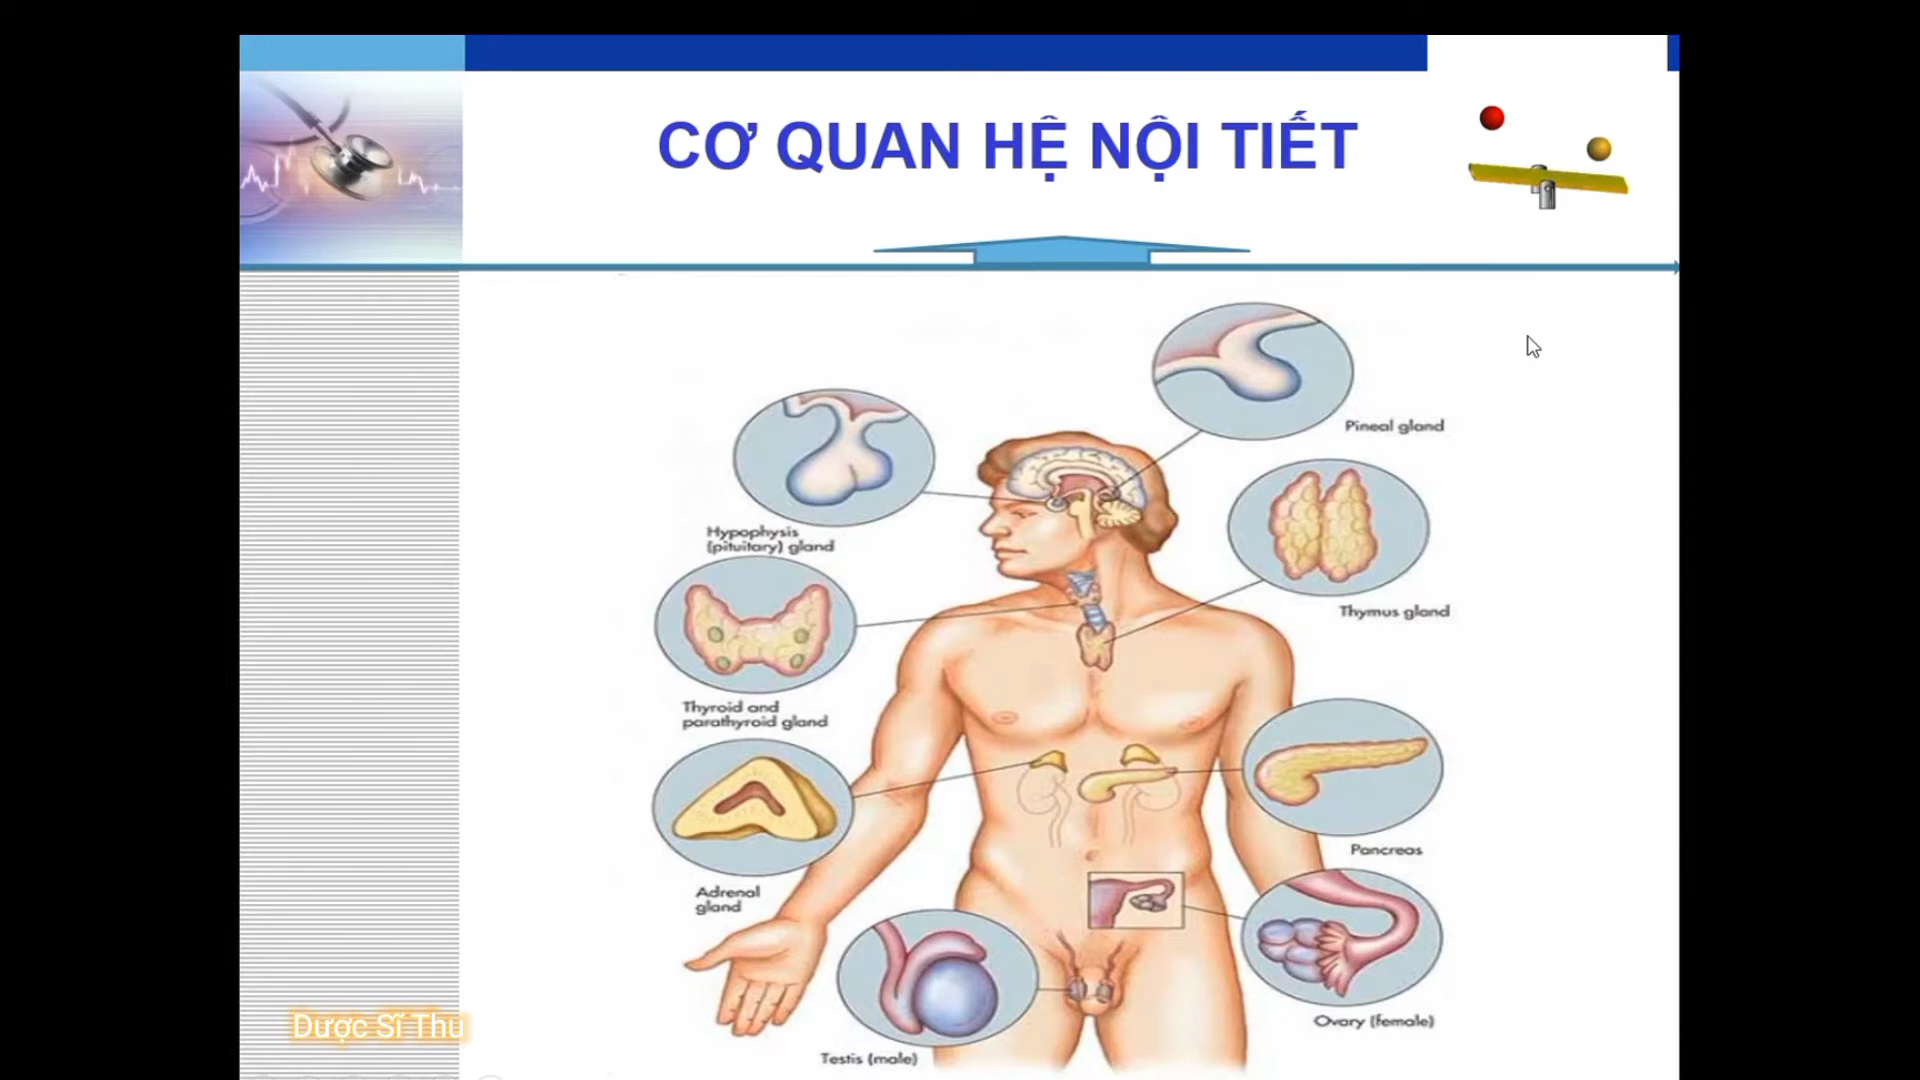 CƠ QUAN HỆ NỘI TIẾT
Pineal gland
Hypophysis
(pituitary) gland
Thymus gland
Thyroid and
parathyroid gland
Pancreas
Adrenal
gland
Ovary (female)
Testis (male)
Dược Sĩ Thu